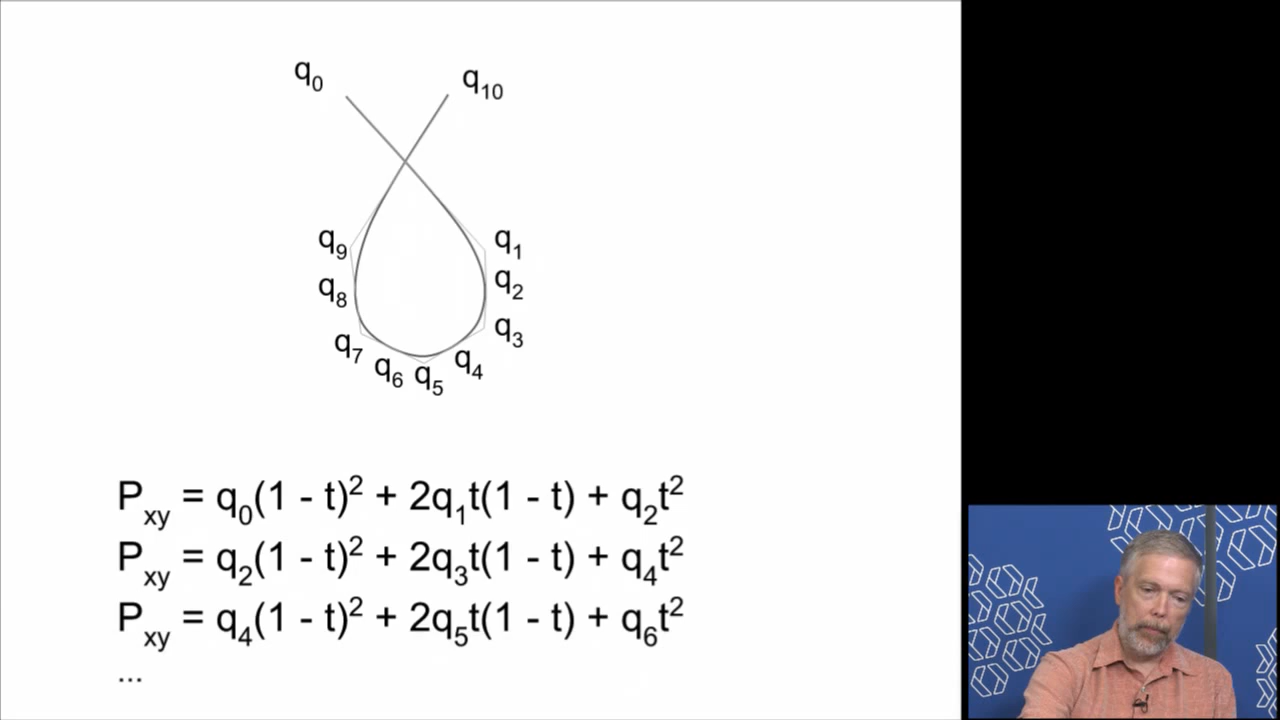 q₀
q₁₀
q₉
q₁
q₈
q₂
q₇
q₃
q₆
q₅
q₄
Pxy = q₀(1 - t)² + 2q₁t(1 - t) + q₂t²
Pxy = q₂(1 - t)² + 2q₃t(1 - t) + q₄t²
Pxy = q₄(1 - t)² + 2q₅t(1 - t) + q₆t²
...